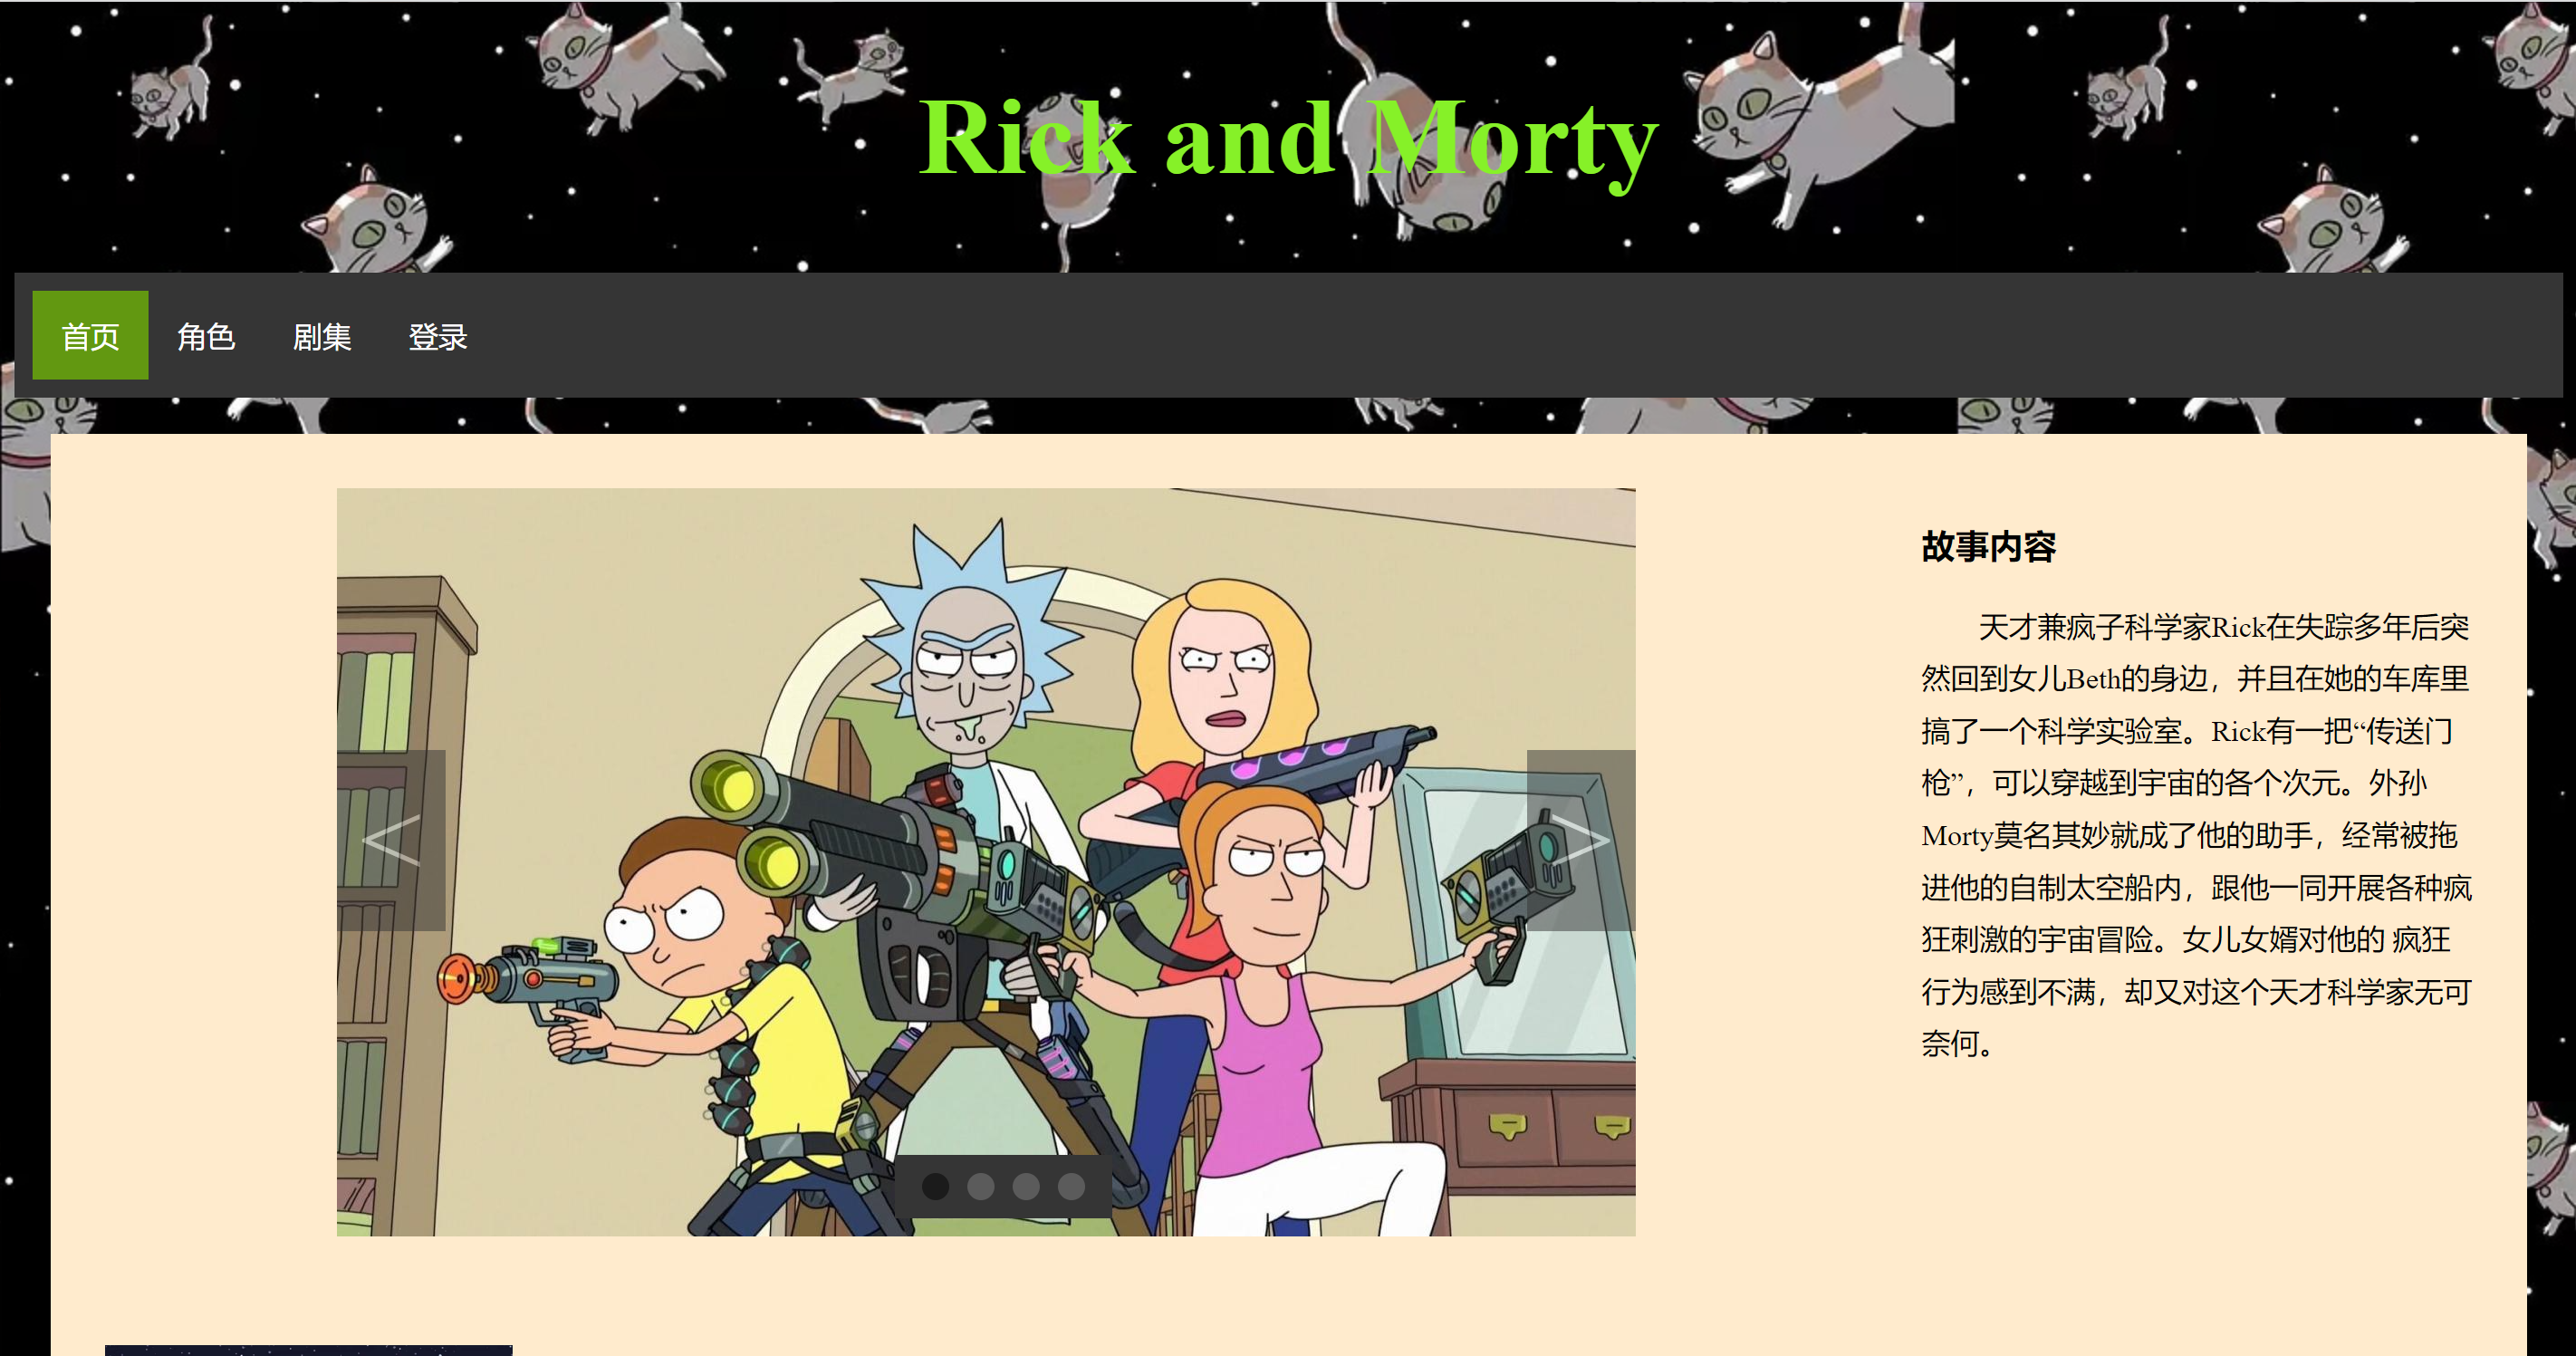 Rick and Morty
首页 角色 剧集 登录
故事内容
天才兼疯子科学家Rick在失踪多年后突
然回到女儿Beth的身边，并且在她的车库里
搞了一个科学实验室。Rick有一把“传送门
枪”，可以穿越到宇宙的各个次元。外孙
Morty莫名其妙就成了他的助手，经常被拖
进他的自制太空船内，跟他一同开展各种疯
狂刺激的宇宙冒险。女儿女婿对他的 疯狂
行为感到不满，却又对这个天才科学家无可
奈何。